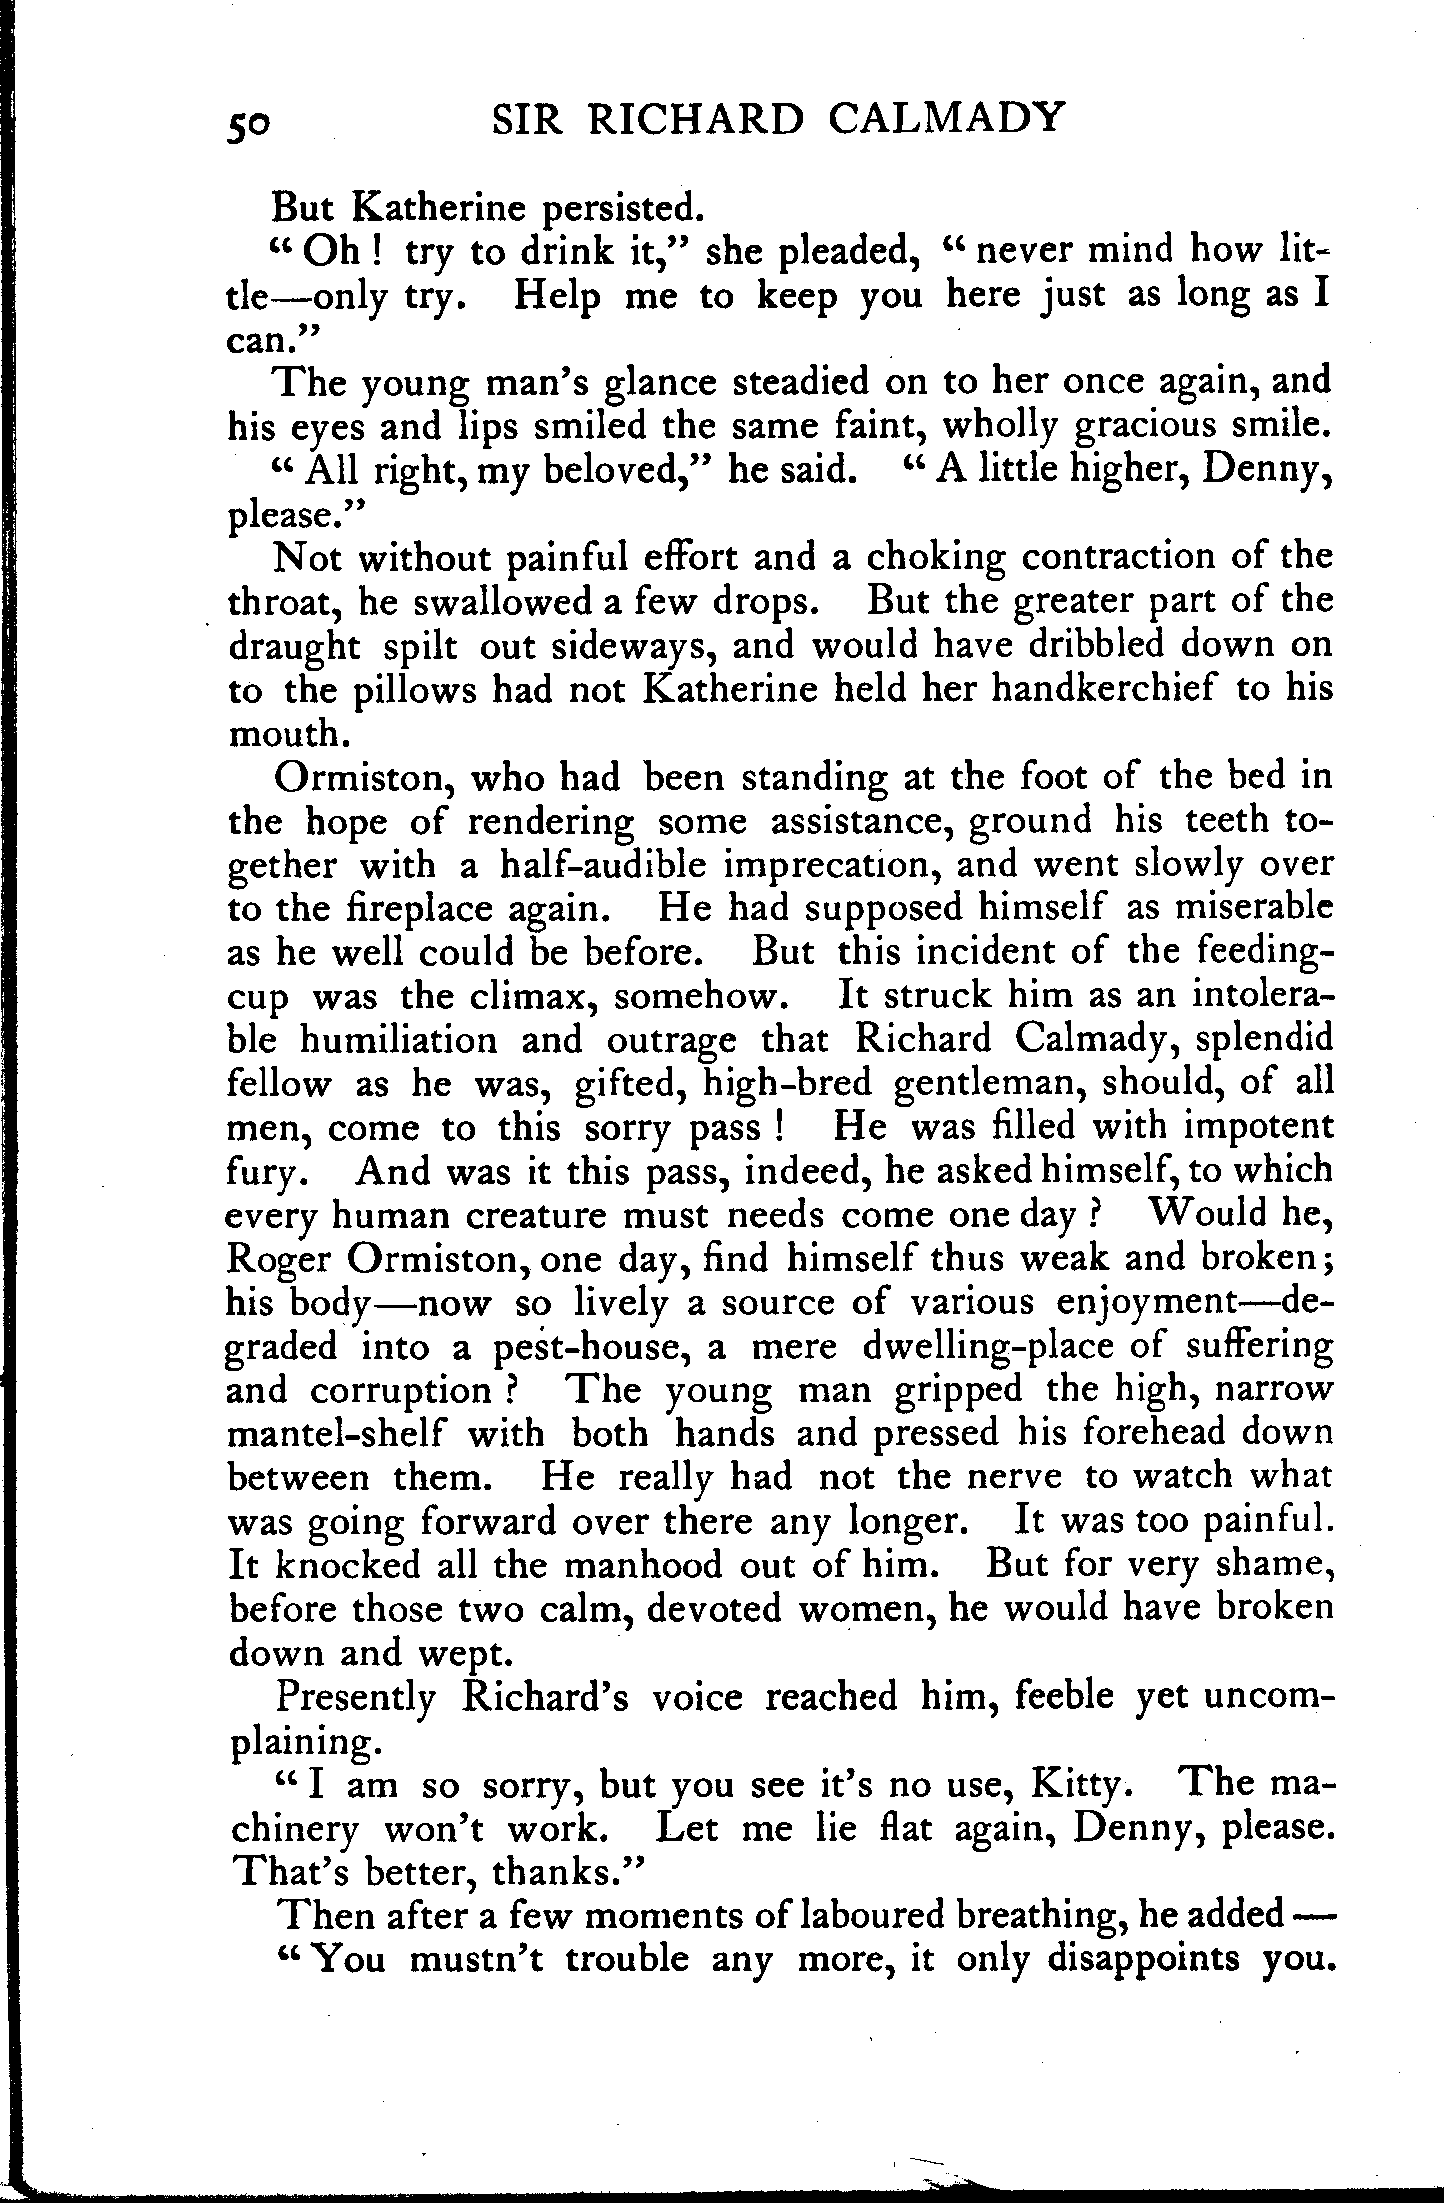 50 SIR RICHARD CALMADY
But Katherine persisted.
“ Oh ! try to drink it,” she pleaded, “ never mind how lit-
tle—only try. Help me to keep you here just as long as I
can.”
The young man’s glance steadied on to her once again, and
his eyes and lips smiled the same faint, wholly gracious smile.
“ All right, my beloved,” he said. “ A little higher, Denny,
please.”
Not without painful effort and a choking contraction of the
throat, he swallowed a few drops. But the greater part of the
draught spilt out sideways, and would have dribbled down on
to the pillows had not Katherine held her handkerchief to his
mouth.
Ormiston, who had been standing at the foot of the bed in
the hope of rendering some assistance, ground his teeth to-
gether with a half-audible imprecation, and went slowly over
to the fireplace again. He had supposed himself as miserable
as he well could be before. But this incident of the feeding-
cup was the climax, somehow. It struck him as an intolera-
ble humiliation and outrage that Richard Calmady, splendid
fellow as he was, gifted, high-bred gentleman, should, of all
men, come to this sorry pass ! He was filled with impotent
fury. And was it this pass, indeed, he asked himself, to which
every human creature must needs come one day ? Would he,
Roger Ormiston, one day, find himself thus weak and broken;
his body—now so lively a source of various enjoyment—de-
graded into a pest-house, a mere dwelling-place of suffering
and corruption ? The young man gripped the high, narrow
mantel-shelf with both hands and pressed his forehead down
between them. He really had not the nerve to watch what
was going forward over there any longer. It was too painful.
It knocked all the manhood out of him. But for very shame,
before those two calm, devoted women, he would have broken
down and wept.
Presently Richard’s voice reached him, feeble yet uncom-
plaining.
“ I am so sorry, but you see it’s no use, Kitty. The ma-
chinery won’t work. Let me lie flat again, Denny, please.
That’s better, thanks.”
Then after a few moments of laboured breathing, he added —
“ You mustn’t trouble any more, it only disappoints you.